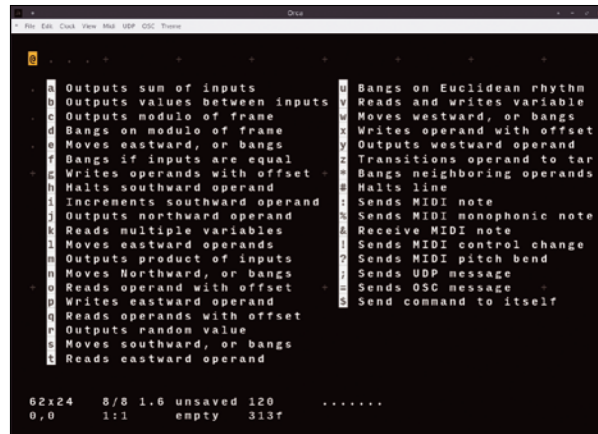 Orca
File Edit Clock View Midi UDP OSC Theme
@ . . . + + + + + + +
a Outputs sum of inputs
b Outputs values between inputs
c Outputs modulo of frame
d Bangs on modulo of frame
e Moves eastward, or bangs
f Bangs if inputs are equal
g Writes operands with offset
h Halts southward operand
i Increments southward operand
j Outputs northward operand
k Reads multiple variables
l Moves eastward operands
m Outputs product of inputs
n Moves Northward, or bangs
o Reads operand with offset
p Writes eastward operand
q Reads operands with offset
r Outputs random value
s Moves southward, or bangs
t Reads eastward operand
u Bangs on Euclidean rhythm
v Reads and writes variable
w Moves westward, or bangs
x Writes operand with offset
y Outputs westward operand
z Transitions operand to tar
* Bangs neighboring operands
# Halts line
: Sends MIDI note
% Sends MIDI monophonic note
& Receive MIDI note
! Sends MIDI control change
? Sends MIDI pitch bend
; Sends UDP message
= Sends OSC message
$ Send command to itself
62x24 8/8 1.6 unsaved 120 .......
0,0 1:1 empty 313f